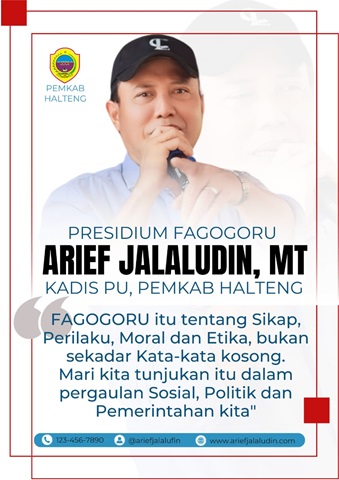 PEMKAB
HALTENG
PRESIDIUM FAGOGORU
ARIEF JALALUDIN, MT
KADIS PU, PEMKAB HALTENG
FAGOGORU itu tentang Sikap,
Perilaku, Moral dan Etika, bukan
sekadar Kata-kata kosong.
Mari kita tunjukan itu dalam
pergaulan Sosial, Politik dan
Pemerintahan kita"
123-456-7890 @ariefjalalufin www.ariefjalaludin.com